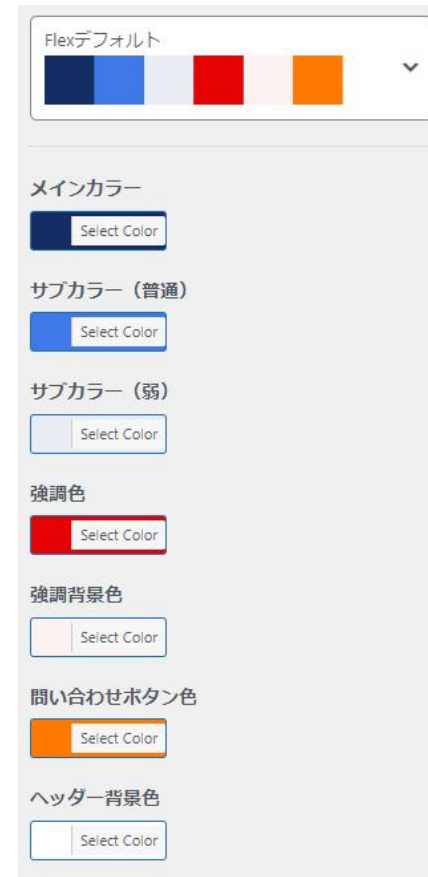 Flexデフォルト
メインカラー
Select Color
サブカラー（普通）
Select Color
サブカラー（弱）
Select Color
強調色
Select Color
強調背景色
Select Color
問い合わせボタン色
Select Color
ヘッダー背景色
Select Color